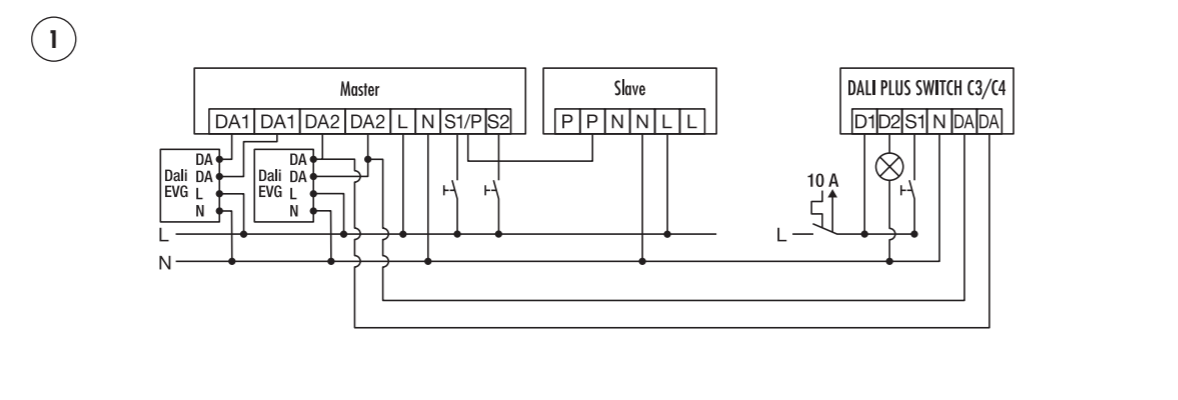 1
Master
DA1 DA1 DA2 DA2 L N S1/P S2
Slave
P P N N L L
DALI PLUS SWITCH C3/C4
D1 D2 S1 N DA DA
Dali
EVG
DA
DA
L
N
Dali
EVG
DA
DA
L
N
10 A
L
L
N